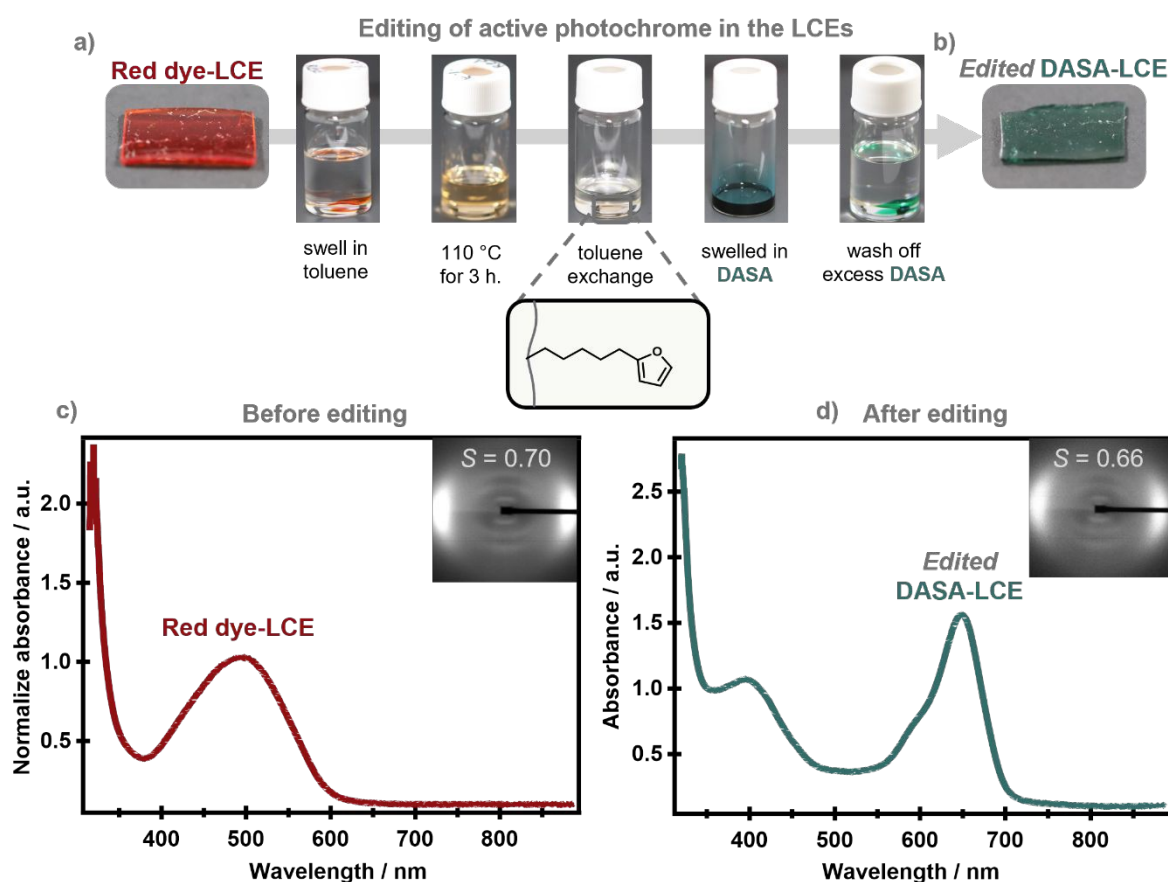 Editing of active photochrome in the LCEs
a)
b)
Red dye-LCE
Edited DASA-LCE
swell in
toluene
110 °C
for 3 h.
toluene
exchange
swelled in
DASA
wash off
excess DASA
O
c)
Before editing
d)
After editing
S = 0.70
Red dye-LCE
Normalize absorbance / a.u.
2.0
1.5
1.0
0.5
400
500
600
700
800
Wavelength / nm
S = 0.66
Edited
DASA-LCE
Absorbance / a.u.
2.5
2.0
1.5
1.0
0.5
400
500
600
700
800
Wavelength / nm